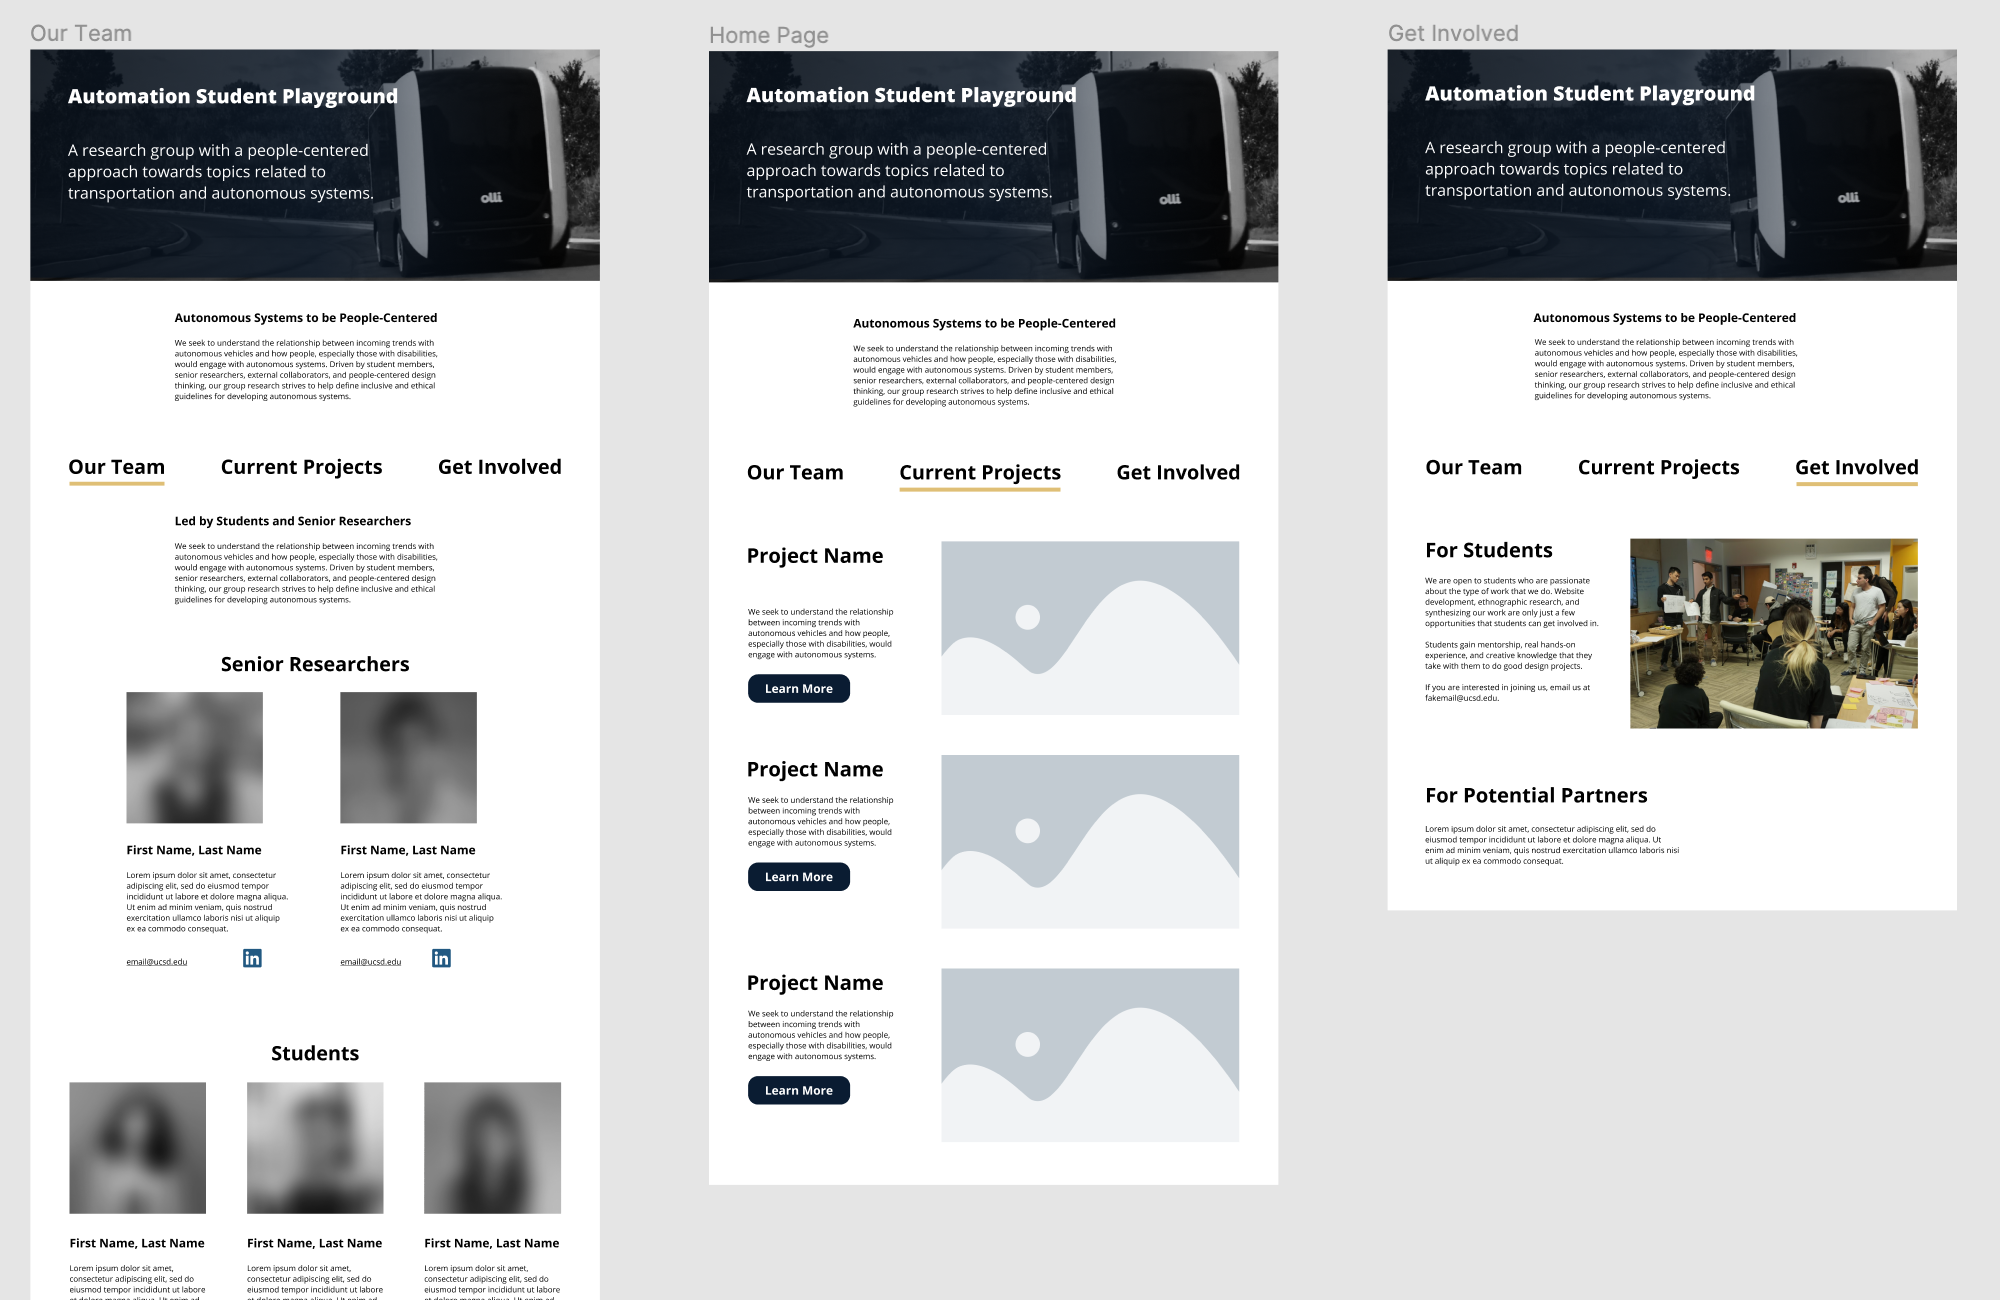 Our Team
Automation Student Playground
A research group with a people-centered
approach towards topics related to
transportation and autonomous systems.
olli
Autonomous Systems to be People-Centered
We seek to understand the relationship between incoming trends with
autonomous vehicles and how people, especially those with disabilities,
would engage with autonomous systems. Driven by student members,
senior researchers, external collaborators, and people-centered design
thinking, our group research strives to help define inclusive and ethical
guidelines for developing autonomous systems.
Our Team
Current Projects
Get Involved
Led by Students and Senior Researchers
We seek to understand the relationship between incoming trends with
autonomous vehicles and how people, especially those with disabilities,
would engage with autonomous systems. Driven by student members,
senior researchers, external collaborators, and people-centered design
thinking, our group research strives to help define inclusive and ethical
guidelines for developing autonomous systems.
Senior Researchers
First Name, Last Name
Lorem ipsum dolor sit amet, consectetur
adipiscing elit, sed do eiusmod tempor
incididunt ut labore et dolore magna aliqua.
Ut enim ad minim veniam, quis nostrud
exercitation ullamco laboris nisi ut aliquip
ex ea commodo consequat.
email@ucsd.edu
in
First Name, Last Name
Lorem ipsum dolor sit amet, consectetur
adipiscing elit, sed do eiusmod tempor
incididunt ut labore et dolore magna aliqua.
Ut enim ad minim veniam, quis nostrud
exercitation ullamco laboris nisi ut aliquip
ex ea commodo consequat.
email@ucsd.edu
in
Students
First Name, Last Name
Lorem ipsum dolor sit amet,
consectetur adipiscing elit, sed do
eiusmod tempor incididunt ut labore
et dolore magna aliqua. Ut enim ad
First Name, Last Name
Lorem ipsum dolor sit amet,
consectetur adipiscing elit, sed do
eiusmod tempor incididunt ut labore
et dolore magna aliqua. Ut enim ad
First Name, Last Name
Lorem ipsum dolor sit amet,
consectetur adipiscing elit, sed do
eiusmod tempor incididunt ut labore
et dolore magna aliqua. Ut enim ad
Home Page
Automation Student Playground
A research group with a people-centered
approach towards topics related to
transportation and autonomous systems.
olli
Autonomous Systems to be People-Centered
We seek to understand the relationship between incoming trends with
autonomous vehicles and how people, especially those with disabilities,
would engage with autonomous systems. Driven by student members,
senior researchers, external collaborators, and people-centered design
thinking, our group research strives to help define inclusive and ethical
guidelines for developing autonomous systems.
Our Team
Current Projects
Get Involved
Project Name
We seek to understand the relationship
between incoming trends with
autonomous vehicles and how people,
especially those with disabilities, would
engage with autonomous systems.
Learn More
Project Name
We seek to understand the relationship
between incoming trends with
autonomous vehicles and how people,
especially those with disabilities, would
engage with autonomous systems.
Learn More
Project Name
We seek to understand the relationship
between incoming trends with
autonomous vehicles and how people,
especially those with disabilities, would
engage with autonomous systems.
Learn More
Get Involved
Automation Student Playground
A research group with a people-centered
approach towards topics related to
transportation and autonomous systems.
olli
Autonomous Systems to be People-Centered
We seek to understand the relationship between incoming trends with
autonomous vehicles and how people, especially those with disabilities,
would engage with autonomous systems. Driven by student members,
senior researchers, external collaborators, and people-centered design
thinking, our group research strives to help define inclusive and ethical
guidelines for developing autonomous systems.
Our Team
Current Projects
Get Involved
For Students
We are open to students who are passionate
about the type of work that we do. Website
development, ethnographic research, and
synthesizing our work are only just a few
opportunities that students can get involved in.
Students gain mentorship, real hands-on
experience, and creative knowledge that they
take with them to do good design projects.
If you are interested in joining us, email us at
fakemail@ucsd.edu.
For Potential Partners
Lorem ipsum dolor sit amet, consectetur adipiscing elit, sed do
eiusmod tempor incididunt ut labore et dolore magna aliqua. Ut
enim ad minim veniam, quis nostrud exercitation ullamco laboris nisi
ut aliquip ex ea commodo consequat.